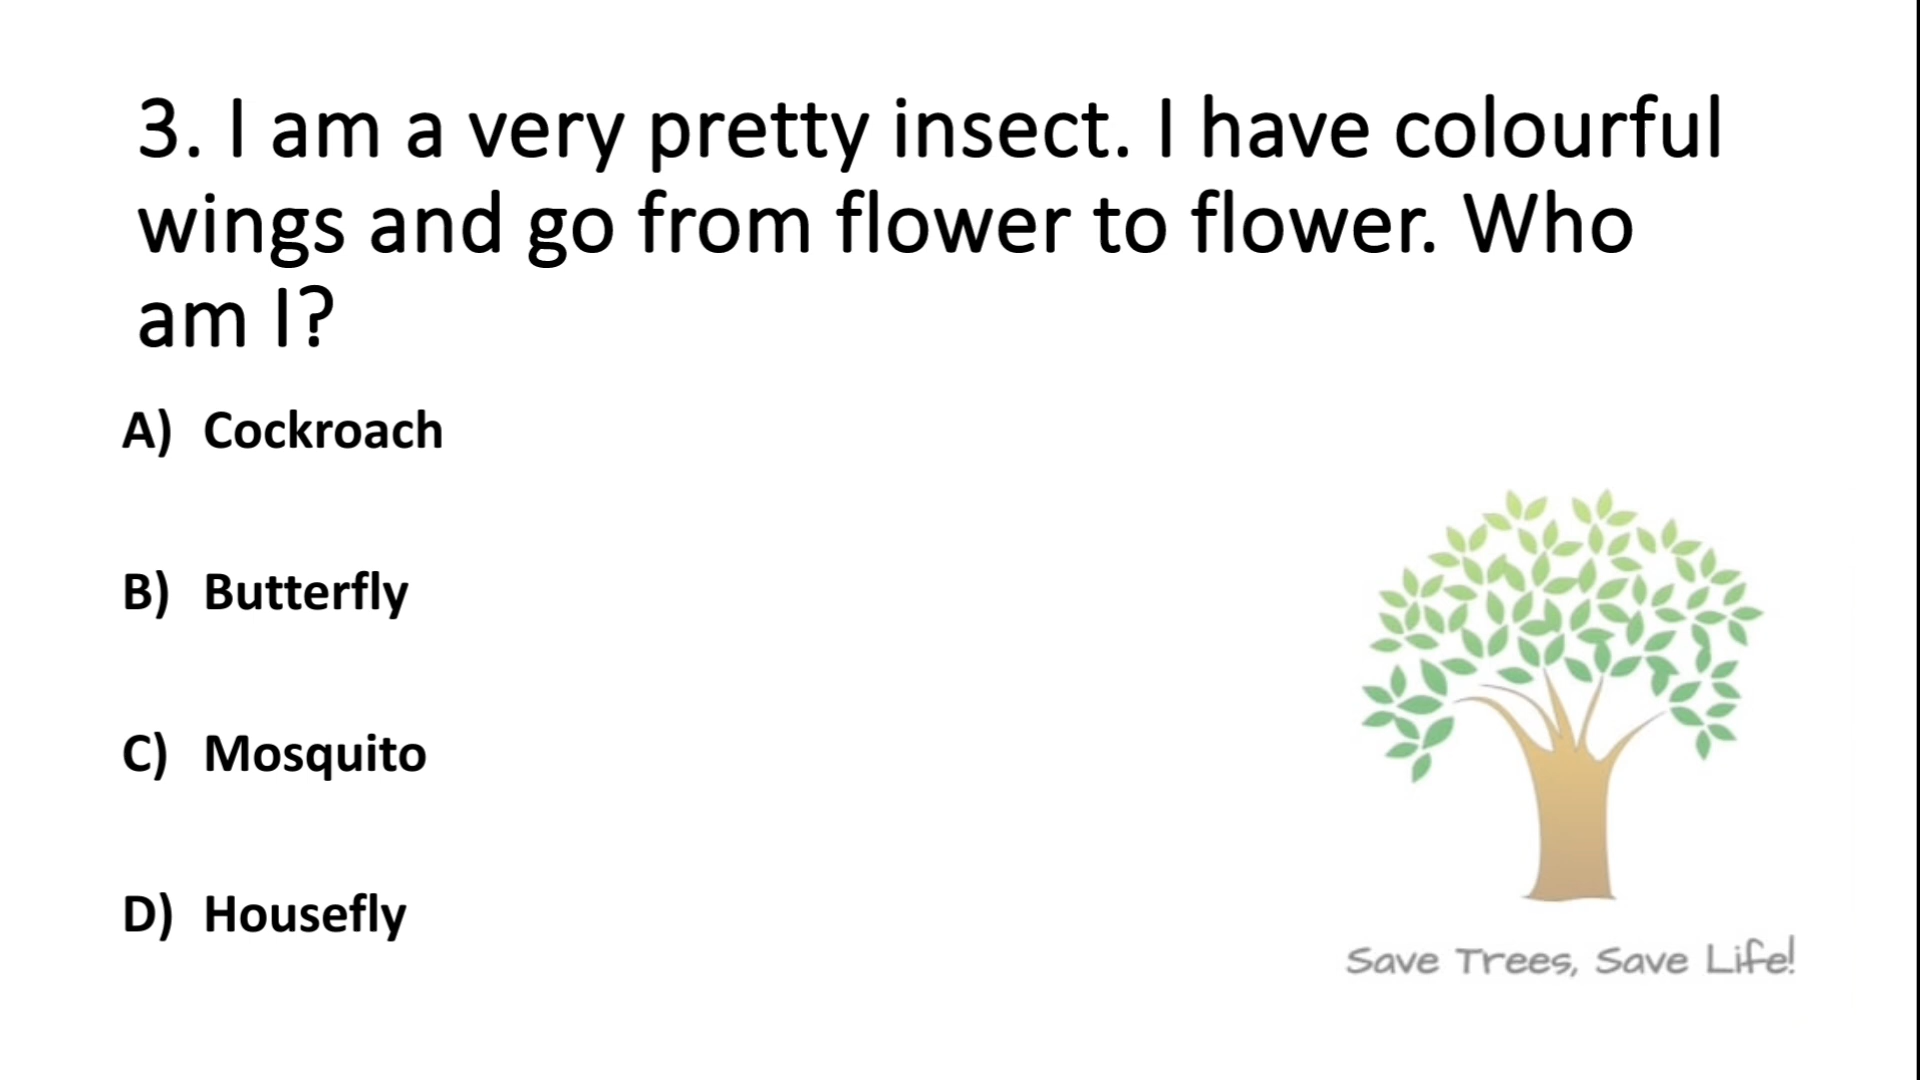 3. I am a very pretty insect. I have colourful
wings and go from flower to flower. Who
am I?
A) Cockroach
B) Butterfly
C) Mosquito
D) Housefly
Save Trees, Save Life!